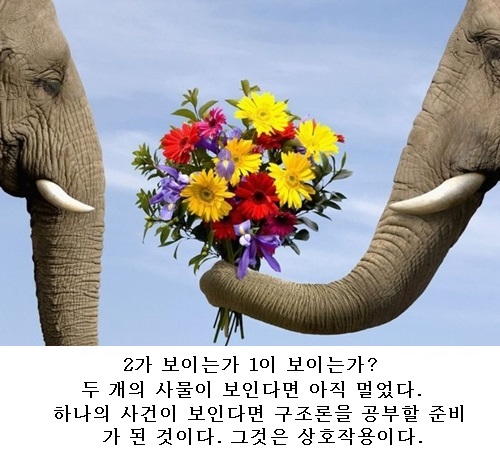 2가 보이는가 1이 보이는가?
두 개의 사물이 보인다면 아직 멀었다.
하나의 사건이 보인다면 구조론을 공부할 준비
가 된 것이다. 그것은 상호작용이다.